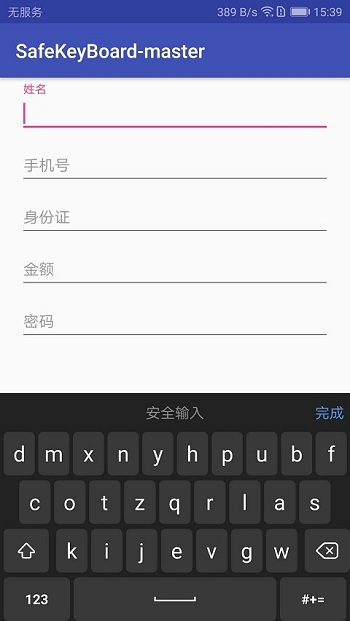 无服务 389 B/s 15:39
SafeKeyBoard-master
姓名
手机号
身份证
金额
密码
安全输入 完成
d m x n y h p u b f
c o t z q r l a s
k i j e v g w
123 #+=